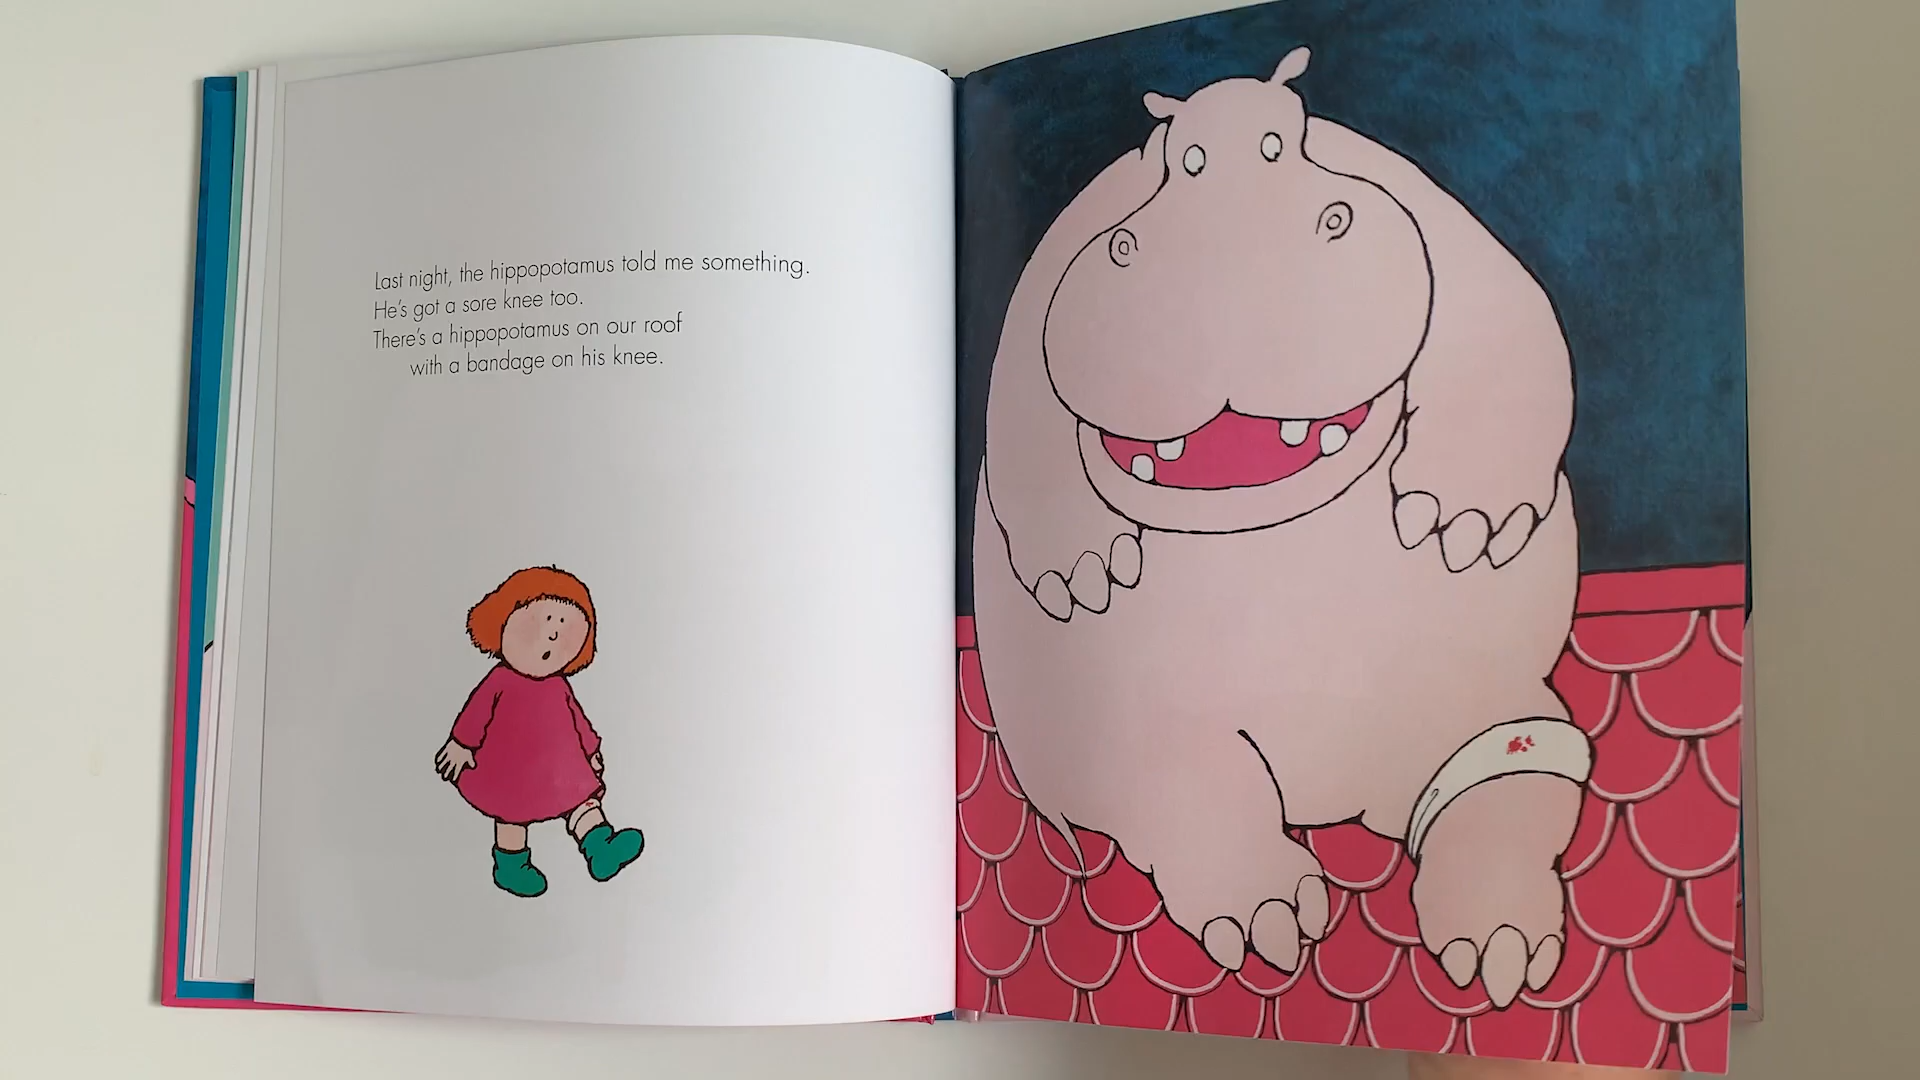 Last night, the hippopotamus told me something.
He's got a sore knee too.
There's a hippopotamus on our roof
with a bandage on his knee.